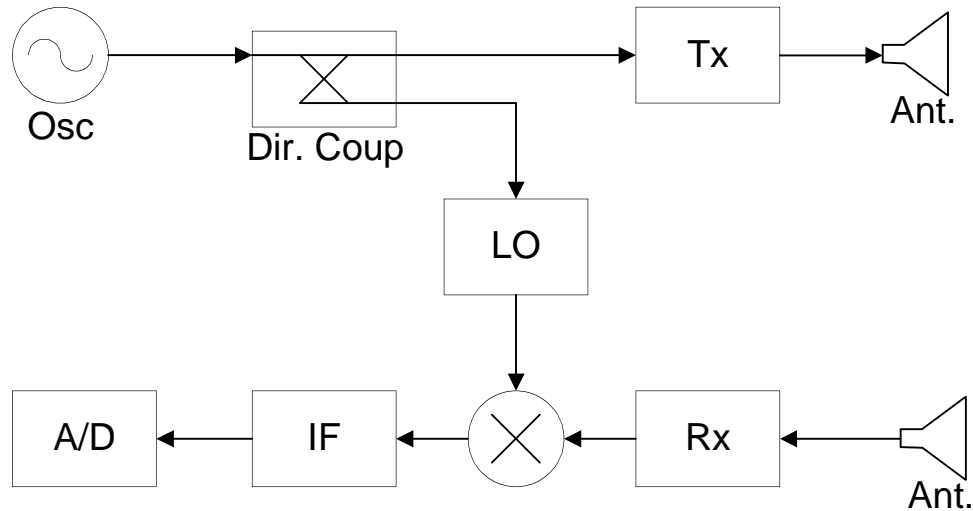 Tx
Osc
Dir. Coup
Ant.
LO
A/D
IF
Rx
Ant.